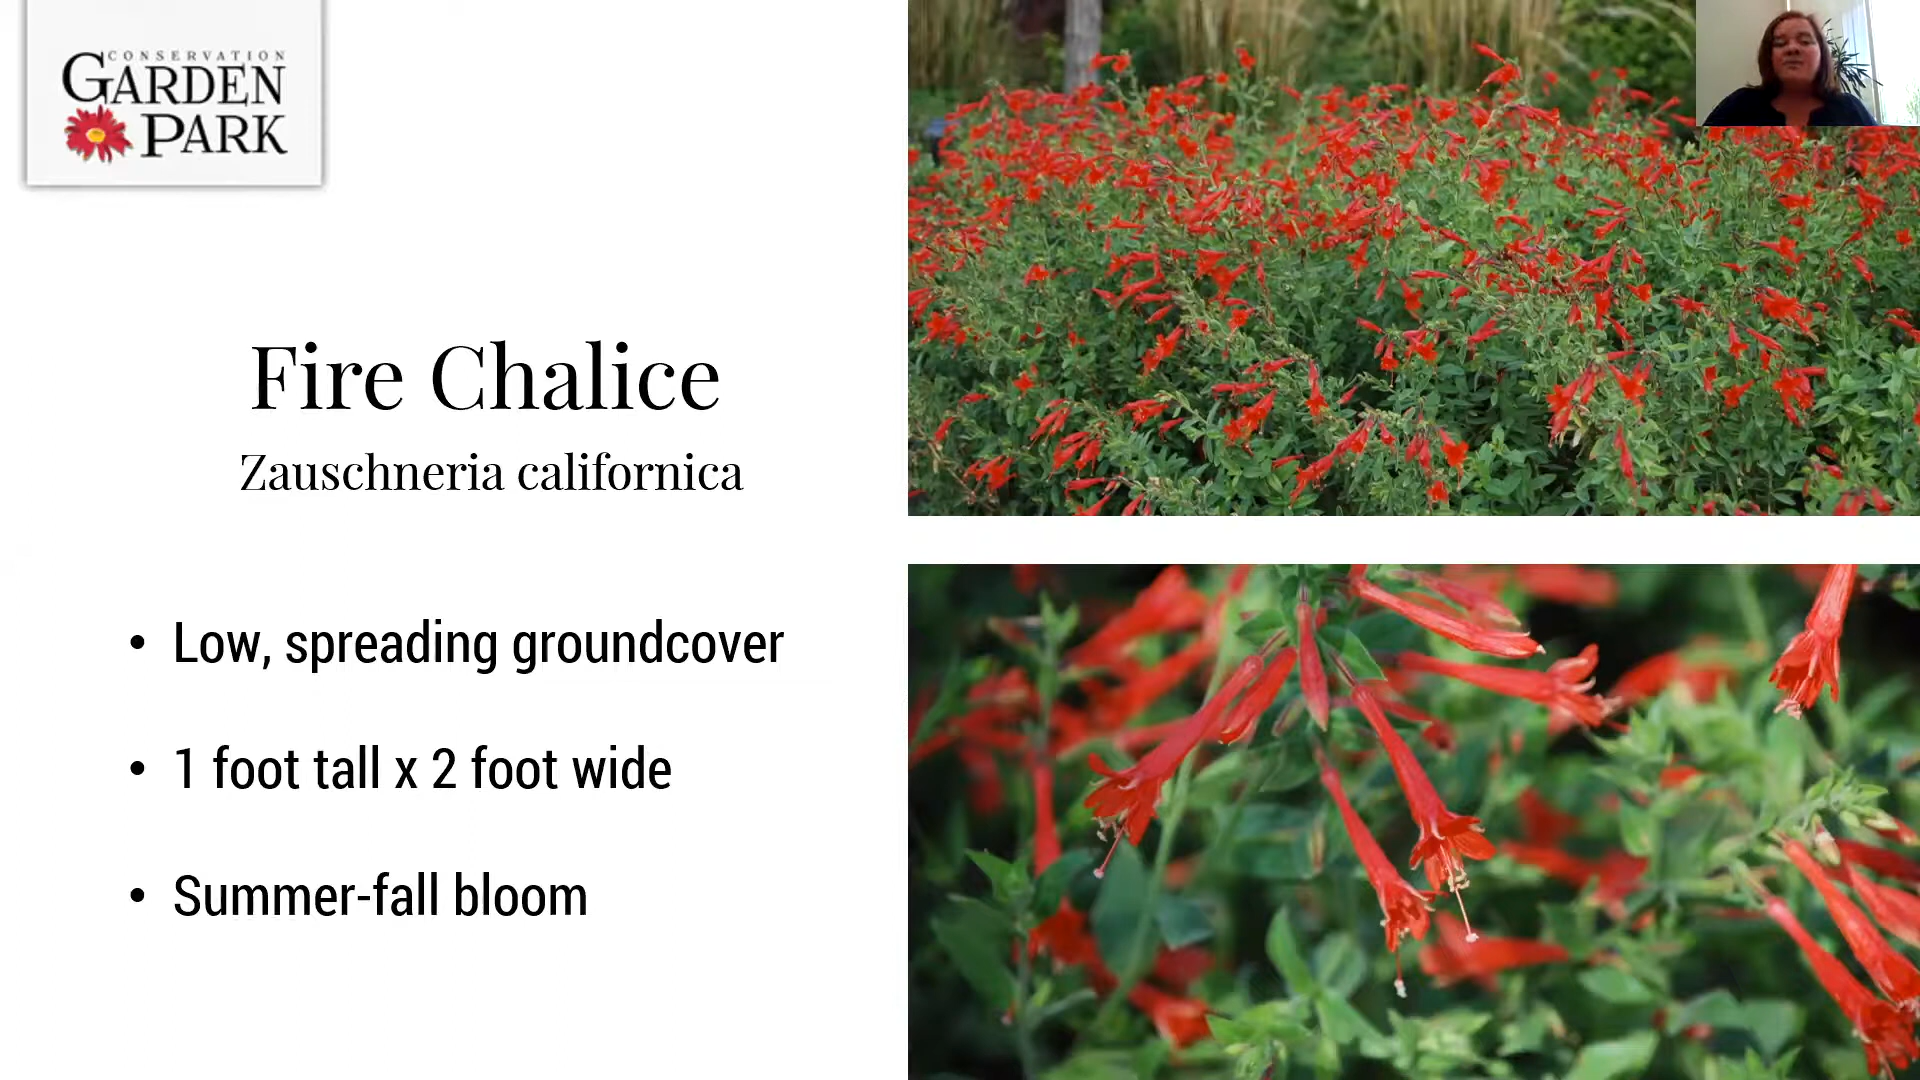 CONSERVATION
GARDEN
PARK
Fire Chalice
Zauschneria californica
• Low, spreading groundcover
• 1 foot tall x 2 foot wide
• Summer-fall bloom